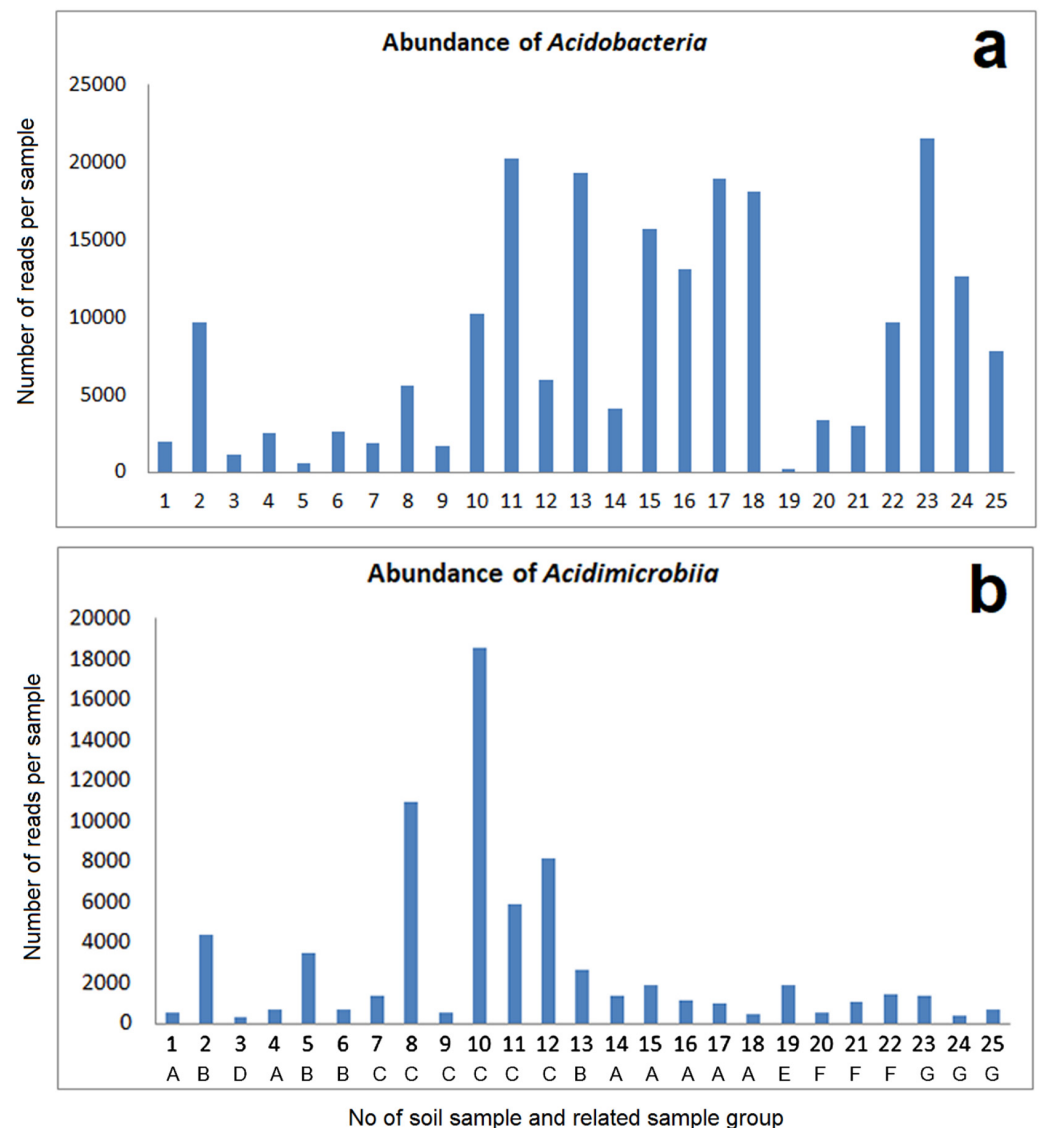 Abundance of Acidobacteria
a
Number of reads per sample
25000
20000
15000
10000
5000
0
1 2 3 4 5 6 7 8 9 10 11 12 13 14 15 16 17 18 19 20 21 22 23 24 25
Abundance of Acidimicrobiia
b
Number of reads per sample
20000
18000
16000
14000
12000
10000
8000
6000
4000
2000
0
1 2 3 4 5 6 7 8 9 10 11 12 13 14 15 16 17 18 19 20 21 22 23 24 25
A B D A B B C C C C C C B A A A A A E F F F G G G
No of soil sample and related sample group